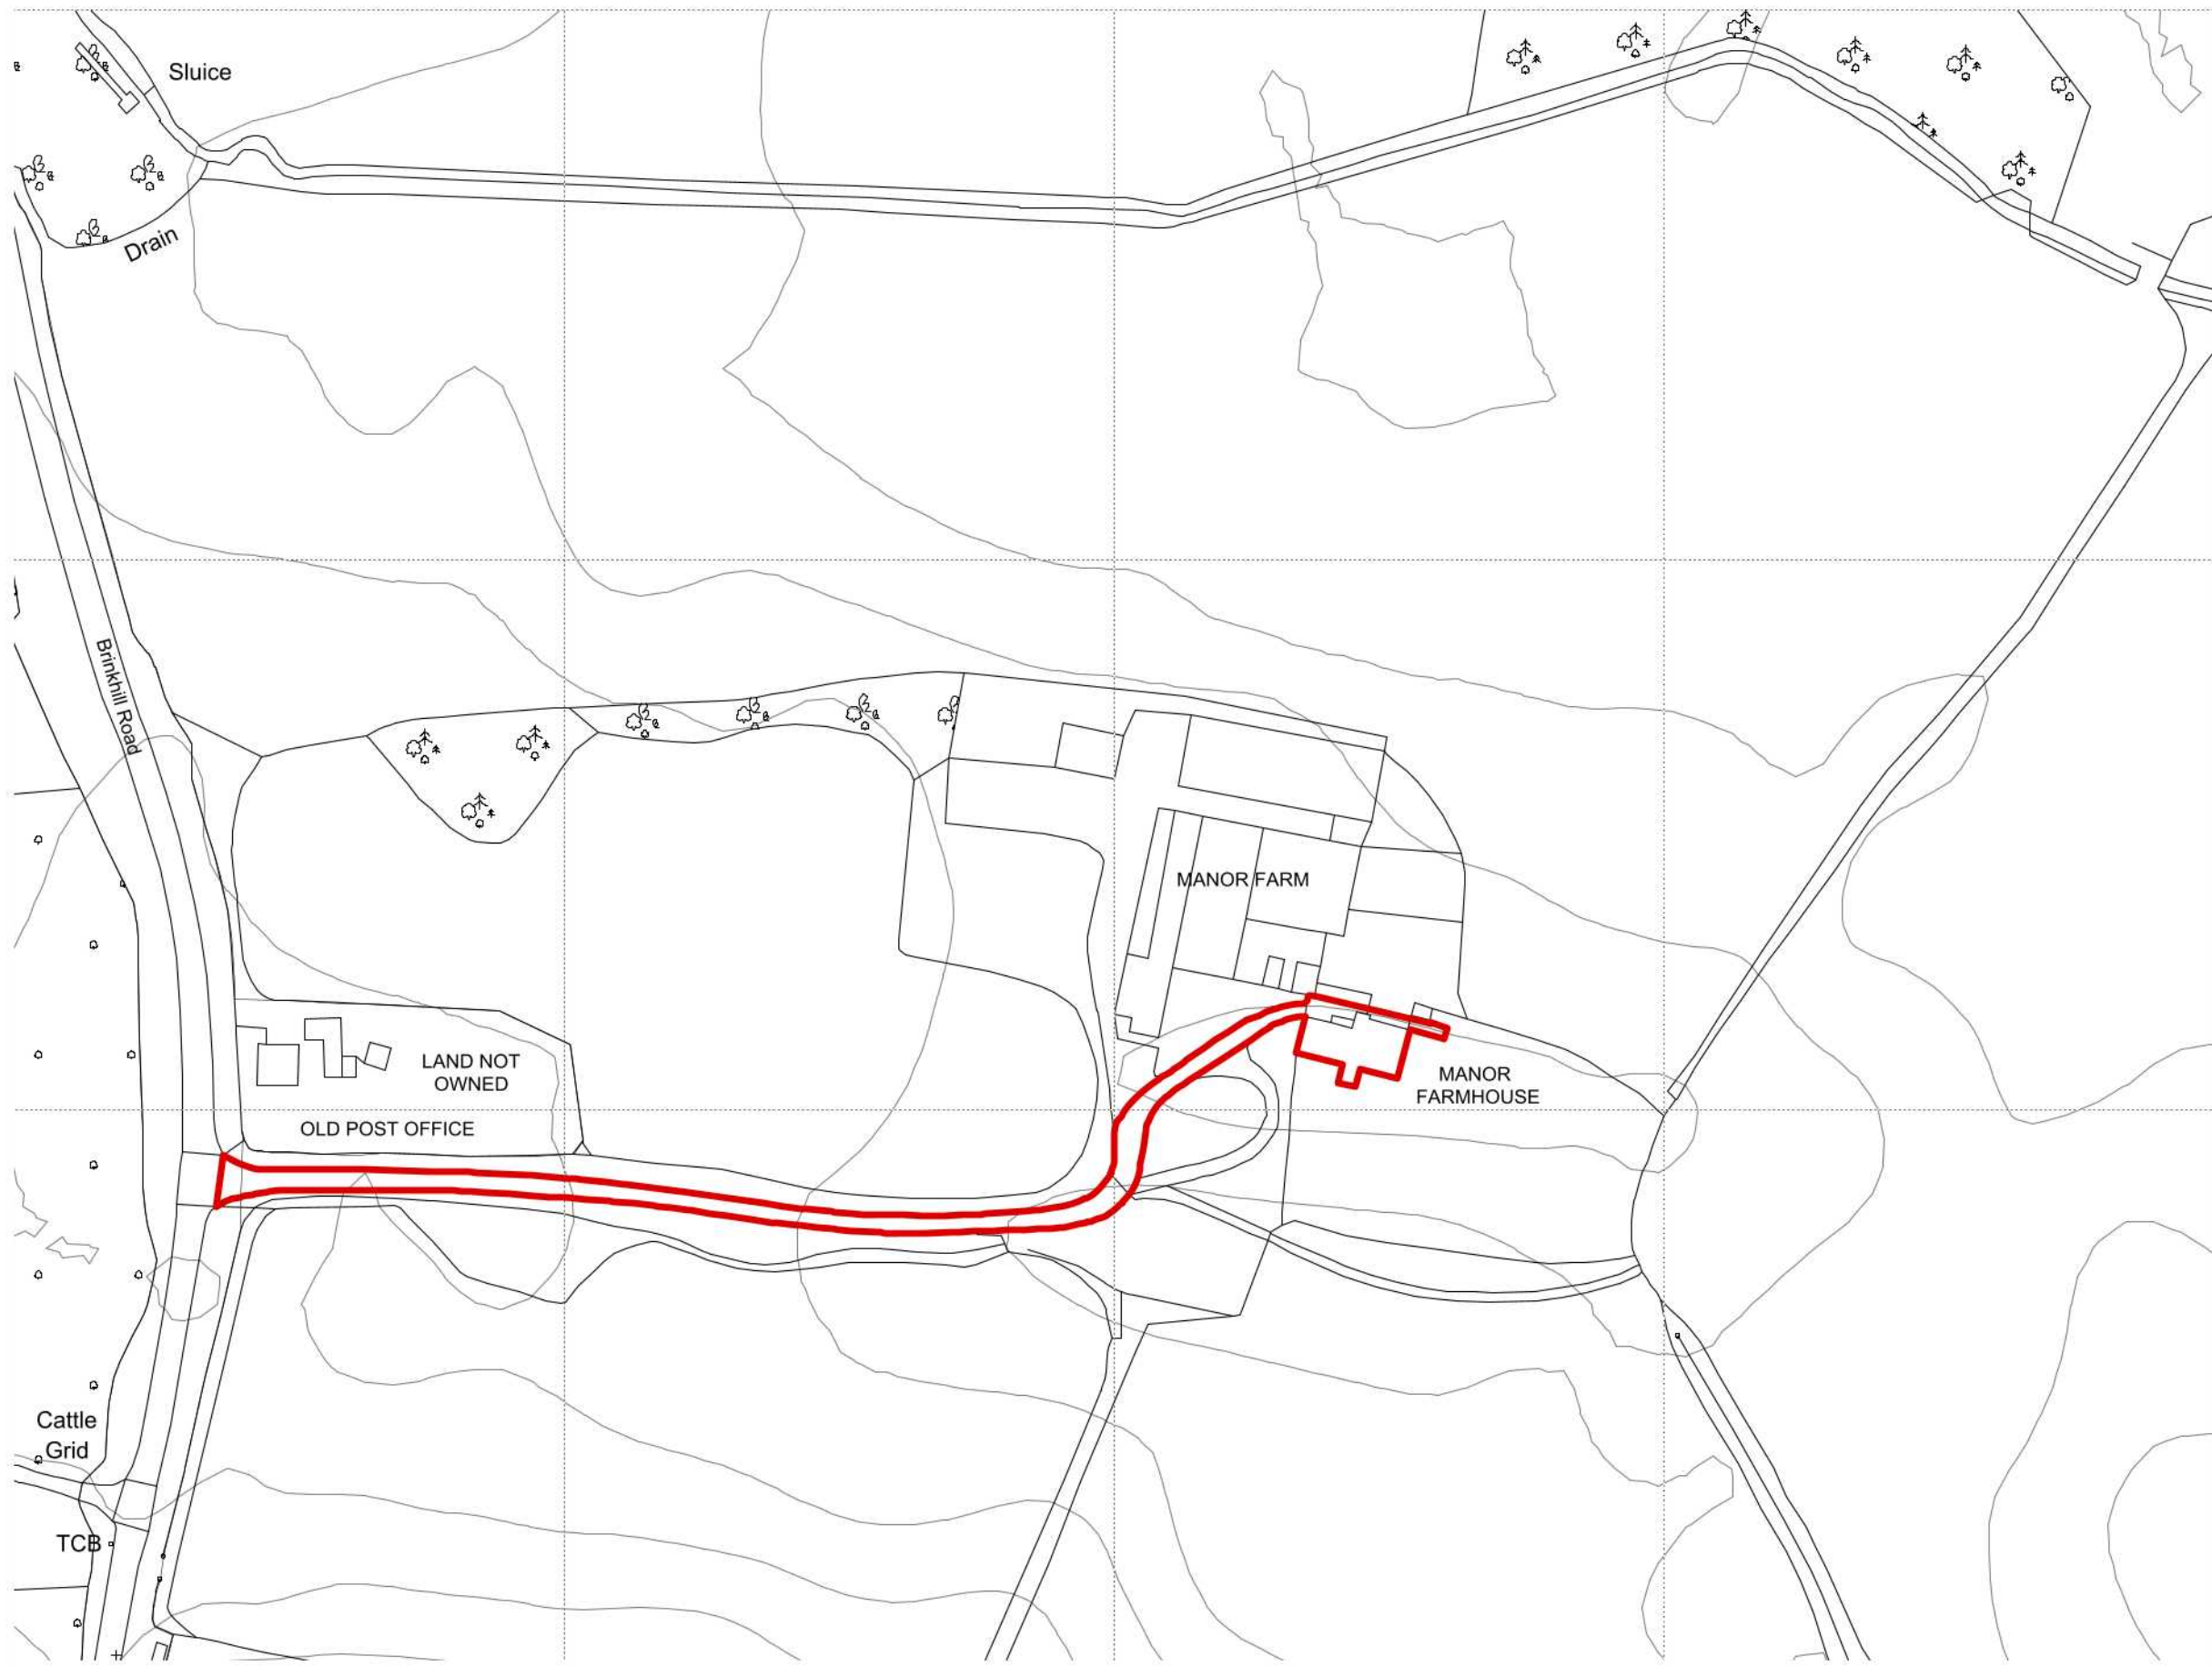 Sluice
Drain
Brinkhill Road
MANOR FARM
LAND NOT
OWNED
MANOR
FARMHOUSE
OLD POST OFFICE
Cattle
Grid
TCB